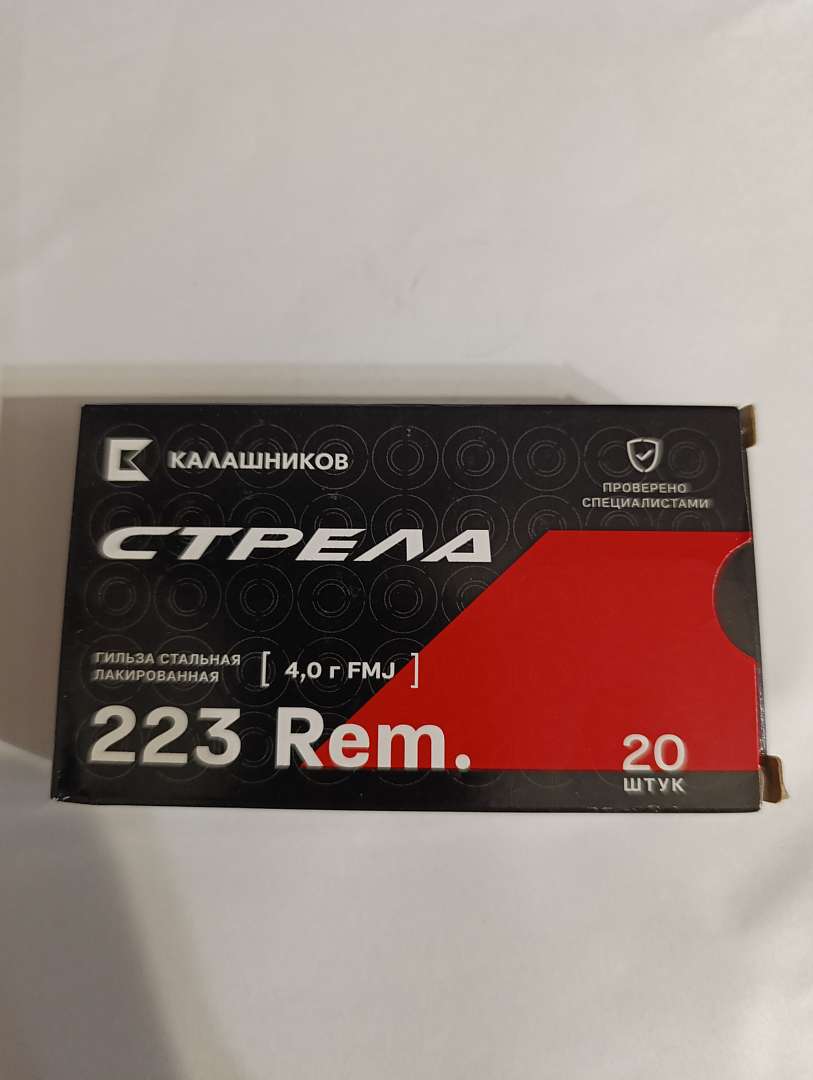 КАЛАШНИКОВ
ПРОВЕРЕНО
СПЕЦИАЛИСТАМИ
СТРЕЛА
ГИЛЬЗА СТАЛЬНАЯ
ЛАКИРОВАННАЯ
[ 4,0 г FMJ ]
223 Rem.
20
ШТУК